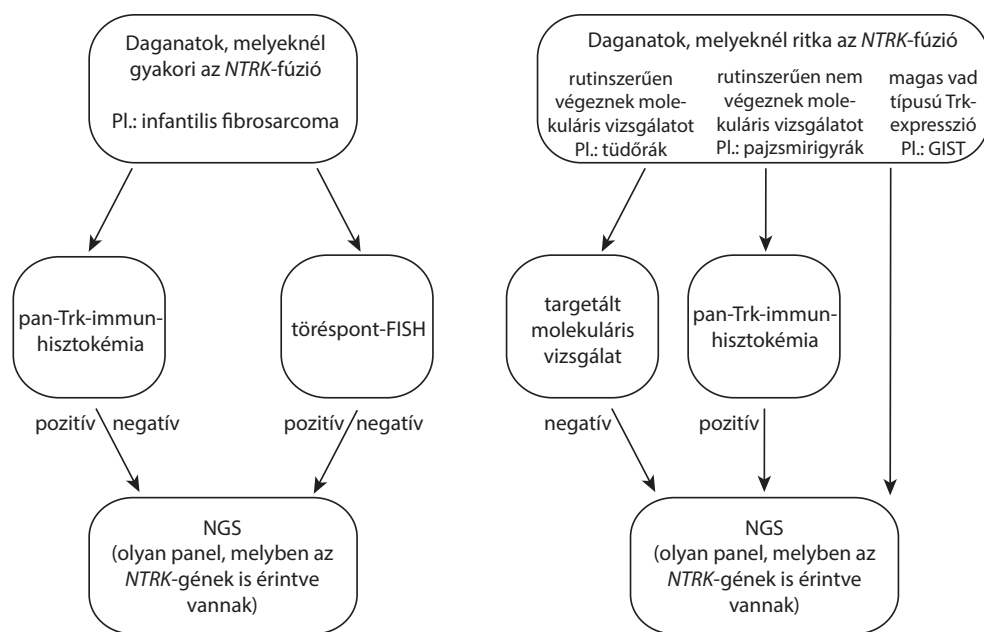 Daganatok, melyeknél
gyakori az NTRK-fúzió
Pl.: infantilis fibrosarcoma
pan-Trk-immun-
hisztokémia
töréspont-FISH
pozitív
negatív
pozitív
negatív
NGS
(olyan panel, melyben az
NTRK-gének is érintve
vannak)
Daganatok, melyeknél ritka az NTRK-fúzió
rutinszerűen
végeznek mole-
kuláris vizsgálatot
Pl.: tüdőrák
rutinszerűen nem
végeznek mole-
kuláris vizsgálatot
Pl.: pajzsmirigyrák
magas vad
típusú Trk-
expresszió
Pl.: GIST
targetált
molekuláris
vizsgálat
pan-Trk-immun-
hisztokémia
negatív
pozitív
NGS
(olyan panel, melyben az
NTRK-gének is érintve
vannak)